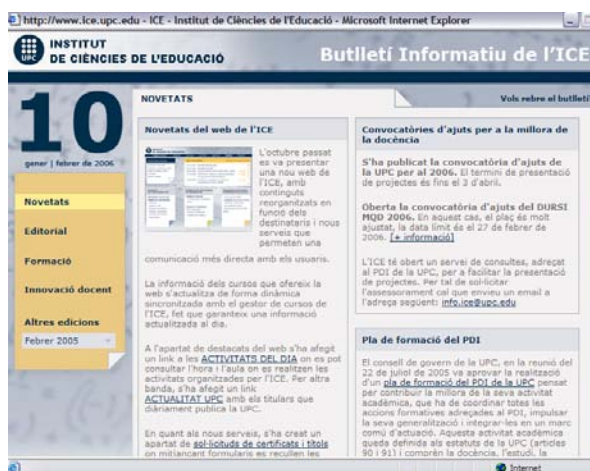 http://www.ice.upc.edu - ICE - Institut de Ciències de l'Educació - Microsoft Internet Explorer
UPC
INSTITUT
DE CIÈNCIES DE L'EDUCACIÓ
Butlletí Informatiu de l'ICE
10
gener | febrer de 2006
Novetats
Editorial
Formació
Innovació docent
Altres edicions
Febrer 2005
NOVETATS
Vols rebre el butlletí
Novetats del web de l'ICE
L'octubre passat
es va presentar
una nou web de
l'ICE, amb
continguts
reorganitzats en
funció dels
destinataris i nous
serveis que
permeten una
comunicació més directa amb els usuaris.
La informació dels cursos que ofereix la
web s'actualitza de forma dinàmica
sincronitzada amb el gestor de cursos de
l'ICE, fet que garanteix una informació
actualitzada al dia.
A l'apartat de destacats del web s'ha afegit
un link a les ACTIVITATS DEL DIA on es pot
consultar l'hora i l'aula on es realitzen les
activitats organitzades per l'ICE. Per altra
banda, s'ha afegit un link
ACTUALITAT UPC amb els titulars que
diàriament publica la UPC.
En quant als nous serveis, s'ha creat un
apartat de sol·licituds de certificats i títols
on mitiancant formularis es recullen les
Convocatòries d'ajuts per a la millora de
la docència
S'ha publicat la convocatòria d'ajuts de
la UPC per al 2006. El termini de presentació
de projectes és fins el 3 d'abril.
Oberta la convocatòria d'ajuts del DURSI
MQD 2006. En aquest cas, el plaç és molt
ajustat, la data límit és el 27 de febrer de
2006. [+ informació]
L'ICE té obert un servei de consultes, adreçat
al PDI de la UPC, per a facilitar la presentació
de projectes. Per tal de sol·licitar
l'assessorament cal que envieu un email a
l'adreça següent: info.ice@upc.edu
Pla de formació del PDI
El consell de govern de la UPC, en la reunió del
22 de juliol de 2005 va aprovar la realització
d'un pla de formació del PDI de la UPC pensat
per contribuir la millora de la seva activitat
acadèmica, que ha de coordinar totes les
accions formatives adreçades al PDI, impulsar
la seva generalització i integrar-les en un marc
comú d'actuació. Aquesta activitat acadèmica
queda definida als estatuts de la UPC (articles
90 i 91) i comprèn la docència, l'estudi, la
Internet